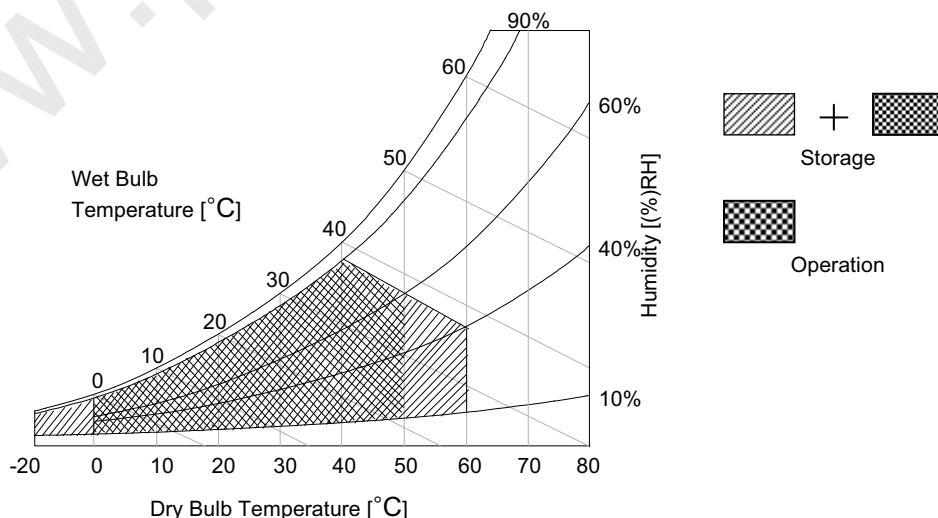 w.p
90%
60
60%
50
Wet Bulb
Temperature [°C]
40
30
20
10
0
Humidity [(%)RH]
40%
10%
-20 0 10 20 30 40 50 60 70 80
Dry Bulb Temperature [°C]
+
Storage
Operation